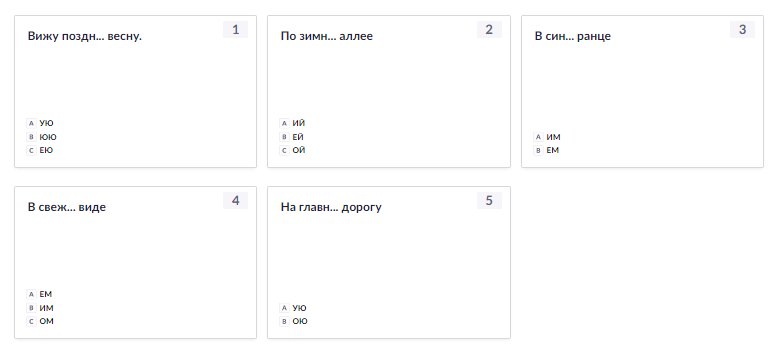 Вижу поздн... весну.
1
A УЮ
B ЮЮ
C ЕЮ
По зимн... аллее
2
A ИЙ
B ЕЙ
C ОЙ
В син... ранце
3
A ИМ
B ЕМ
В свеж... виде
4
A ЕМ
B ИМ
C ОМ
На главн... дорогу
5
A УЮ
B ОЮ